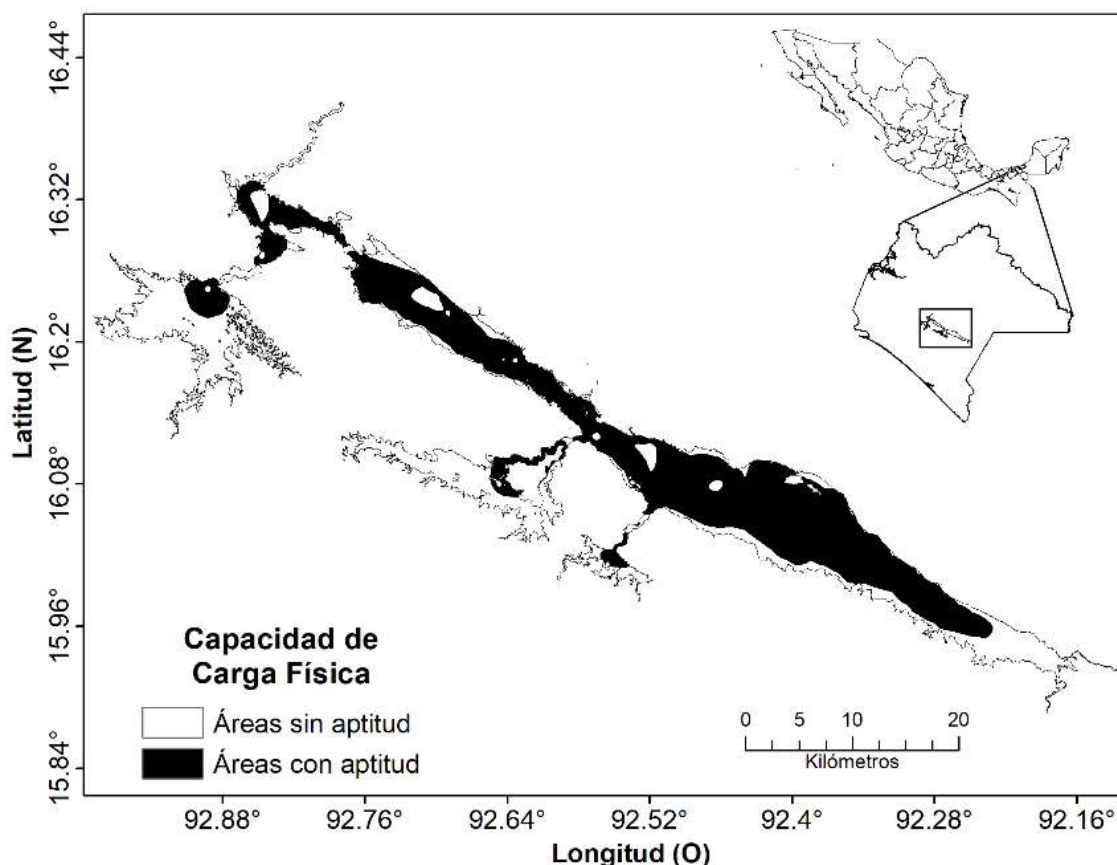 16.44°
16.32°
16.2°
16.08°
15.96°
15.84°
Latitud (N)
Capacidad de
Carga Física
Áreas sin aptitud
Áreas con aptitud
0 5 10 20
Kilómetros
92.88° 92.76° 92.64° 92.52° 92.4° 92.28° 92.16°
Longitud (O)